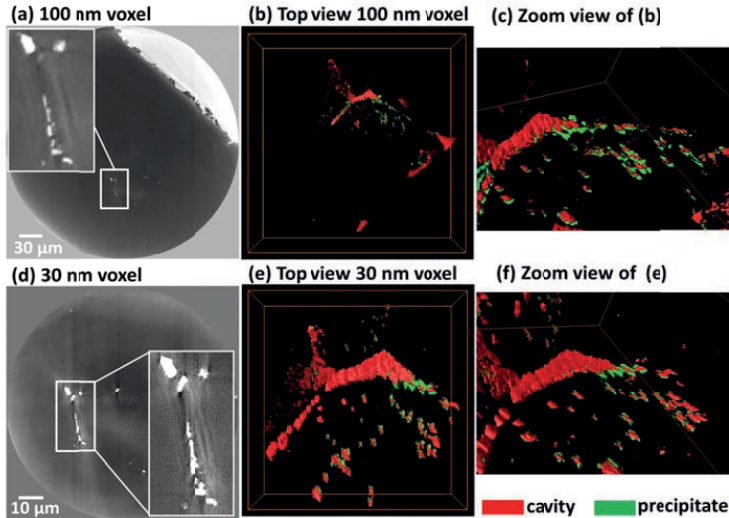 (a) 100 nm voxel
(b) Top view 100 nm voxel
(c) Zoom view of (b)
30 μm
(d) 30 nm voxel
(e) Top view 30 nm voxel
(f) Zoom view of (e)
10 μm
cavity
precipitate